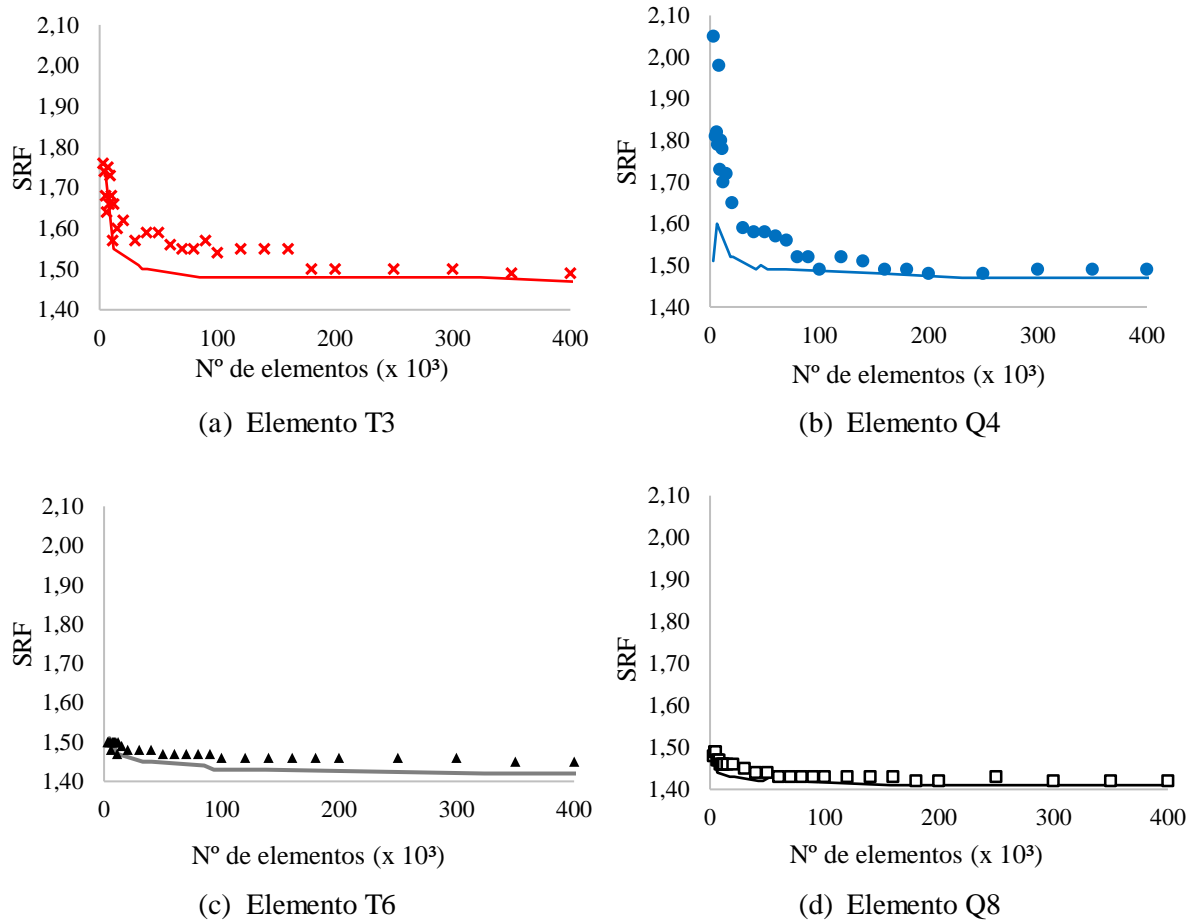 2,10
2,00
1,90
1,80
1,70
1,60
1,50
1,40
SRF
0 100 200 300 400
Nº de elementos (x 10³)
(a) Elemento T3
2,10
2,00
1,90
1,80
1,70
1,60
1,50
1,40
SRF
0 100 200 300 400
Nº de elementos (x 10³)
(b) Elemento Q4
2,10
2,00
1,90
1,80
1,70
1,60
1,50
1,40
SRF
0 100 200 300 400
Nº de elementos (x 10³)
(c) Elemento T6
2,10
2,00
1,90
1,80
1,70
1,60
1,50
1,40
SRF
0 100 200 300 400
Nº de elementos (x 10³)
(d) Elemento Q8